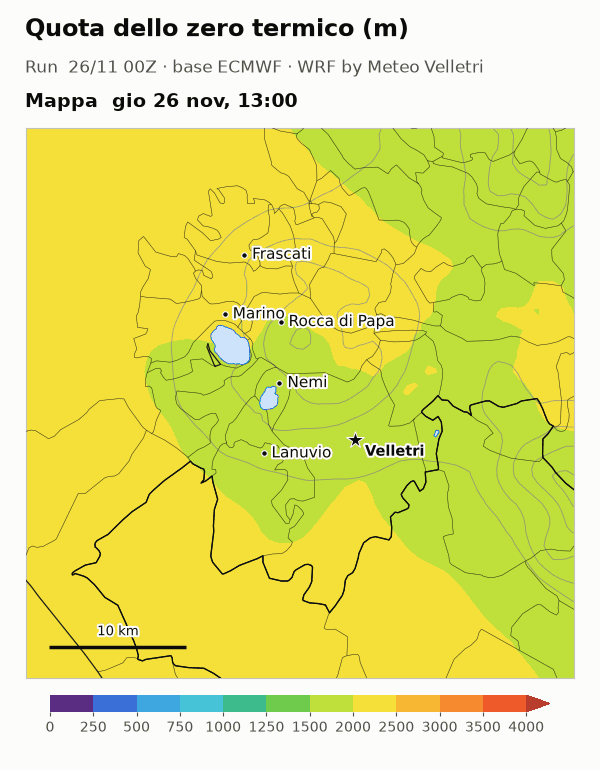 Quota dello zero termico (m)
Run  26/11 00Z · base ECMWF · WRF by Meteo Velletri
Mappa  gio 26 nov, 13:00
Frascati
Marino
Rocca di Papa
Nemi
Velletri
Lanuvio
10 km
0 250 500 750 1000 1250 1500 2000 2500 3000 3500 4000